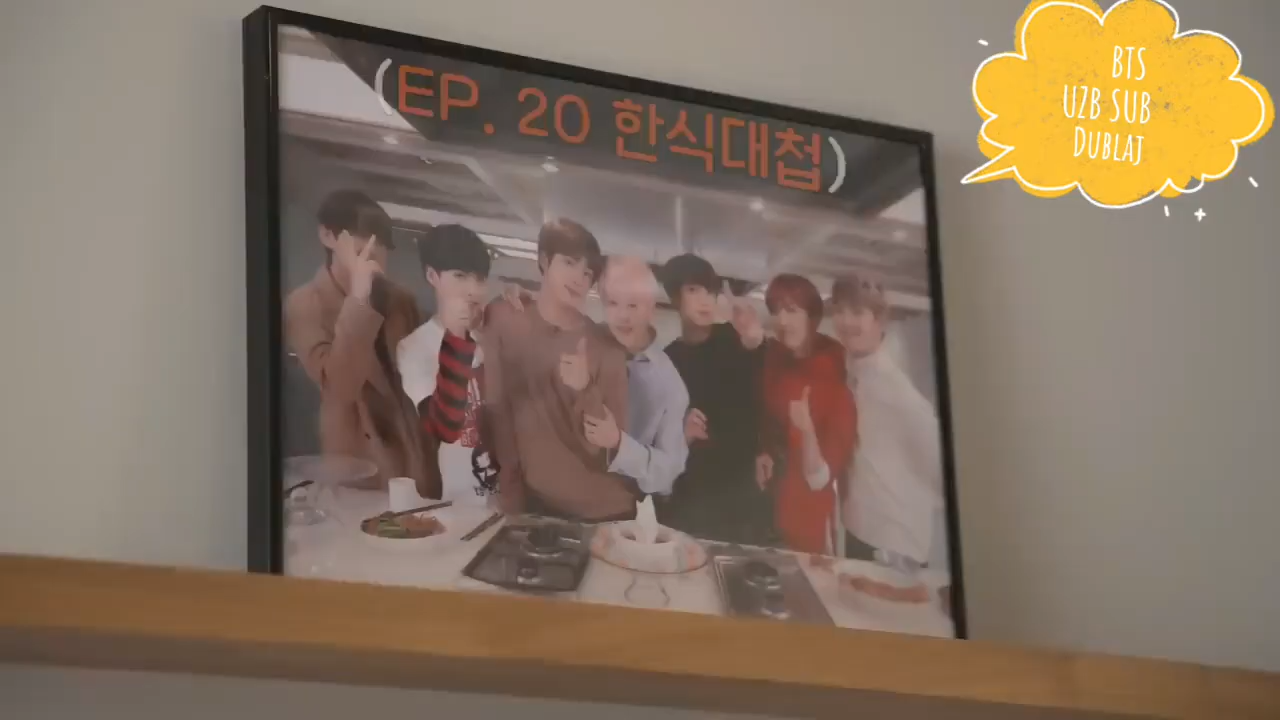 (EP. 20 한식대첩)
BTS
UZB SUB
DUBLAJ